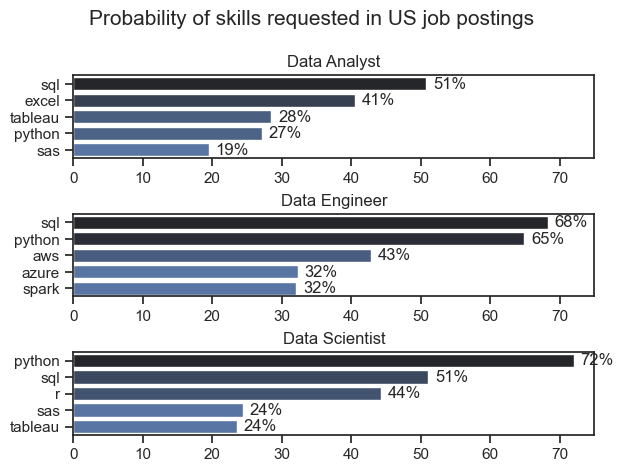 Probability of skills requested in US job postings
Data Analyst
sql 51%
excel 41%
tableau 28%
python 27%
sas 19%
0 10 20 30 40 50 60 70
Data Engineer
sql 68%
python 65%
aws 43%
azure 32%
spark 32%
0 10 20 30 40 50 60 70
Data Scientist
python 72%
sql 51%
r 44%
sas 24%
tableau 24%
0 10 20 30 40 50 60 70